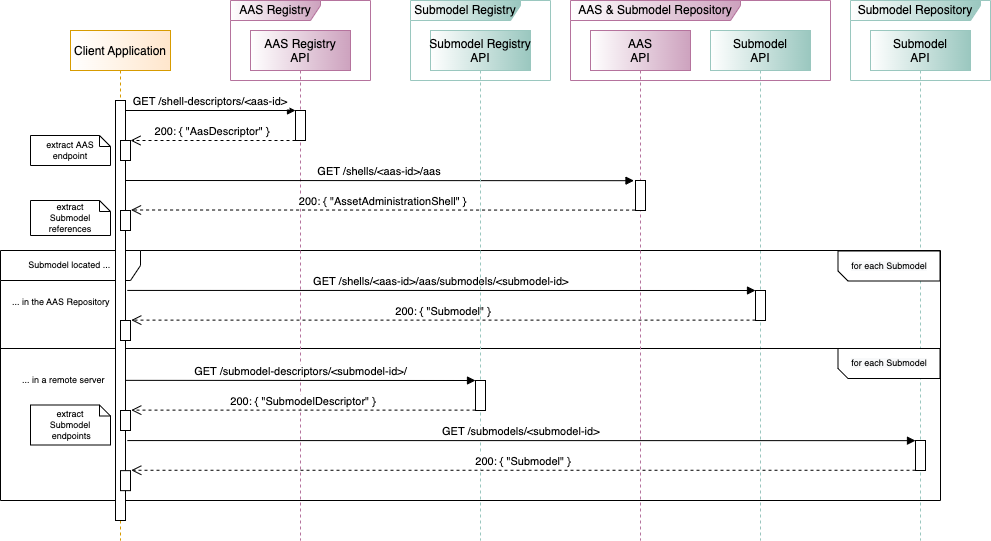 AAS Registry
Submodel Registry
AAS & Submodel Repository
Submodel Repository
Client Application
AAS Registry
API
Submodel Registry
API
AAS
API
Submodel
API
Submodel
API
GET /shell-descriptors/<aas-id>
200: { "AasDescriptor" }
extract AAS
endpoint
GET /shells/<aas-id>/aas
200: { "AssetAdministrationShell" }
extract
Submodel
references
Submodel located ...
for each Submodel
GET /shells/<aas-id>/aas/submodels/<submodel-id>
... in the AAS Repository
200: { "Submodel" }
for each Submodel
GET /submodel-descriptors/<submodel-id>/
... in a remote server
200: { "SubmodelDescriptor" }
extract
Submodel
endpoints
GET /submodels/<submodel-id>
200: { "Submodel" }